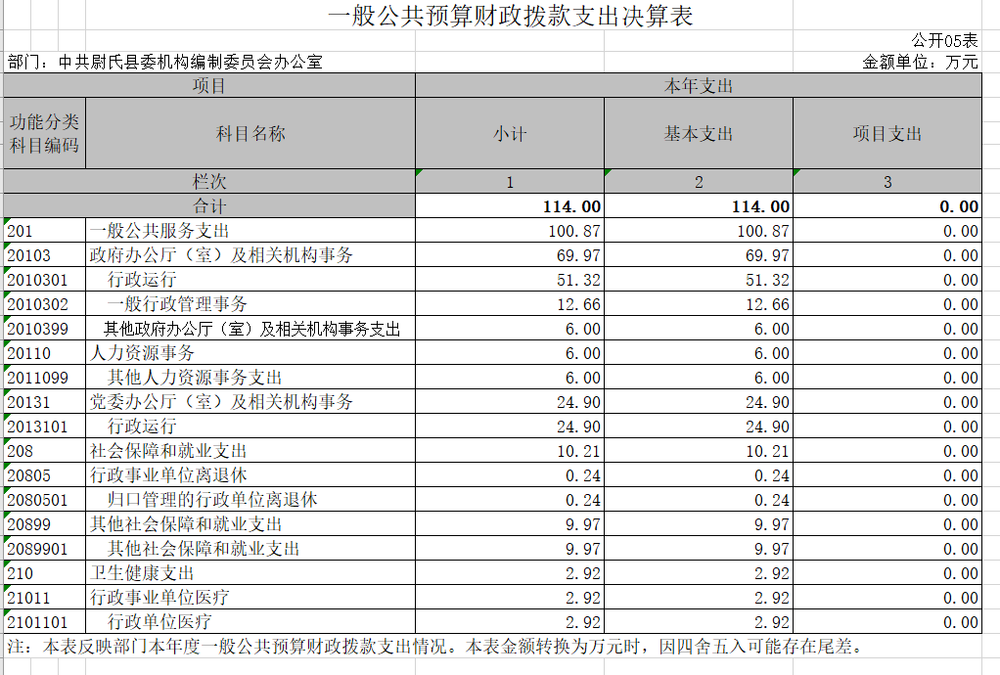 一般公共预算财政拨款支出决算表
公开05表
部门：中共尉氏县委机构编制委员会办公室 金额单位：万元
项目 本年支出
功能分类科目编码 科目名称 小计 基本支出 项目支出
栏次 1 2 3
合计 114.00 114.00 0.00
201 一般公共服务支出 100.87 100.87 0.00
20103 政府办公厅（室）及相关机构事务 69.97 69.97 0.00
2010301 行政运行 51.32 51.32 0.00
2010302 一般行政管理事务 12.66 12.66 0.00
2010399 其他政府办公厅（室）及相关机构事务支出 6.00 6.00 0.00
20110 人力资源事务 6.00 6.00 0.00
2011099 其他人力资源事务支出 6.00 6.00 0.00
20131 党委办公厅（室）及相关机构事务 24.90 24.90 0.00
2013101 行政运行 24.90 24.90 0.00
208 社会保障和就业支出 10.21 10.21 0.00
20805 行政事业单位离退休 0.24 0.24 0.00
2080501 归口管理的行政单位离退休 0.24 0.24 0.00
20899 其他社会保障和就业支出 9.97 9.97 0.00
2089901 其他社会保障和就业支出 9.97 9.97 0.00
210 卫生健康支出 2.92 2.92 0.00
21011 行政事业单位医疗 2.92 2.92 0.00
2101101 行政单位医疗 2.92 2.92 0.00
注：本表反映部门本年度一般公共预算财政拨款支出情况。本表金额转换为万元时，因四舍五入可能存在尾差。